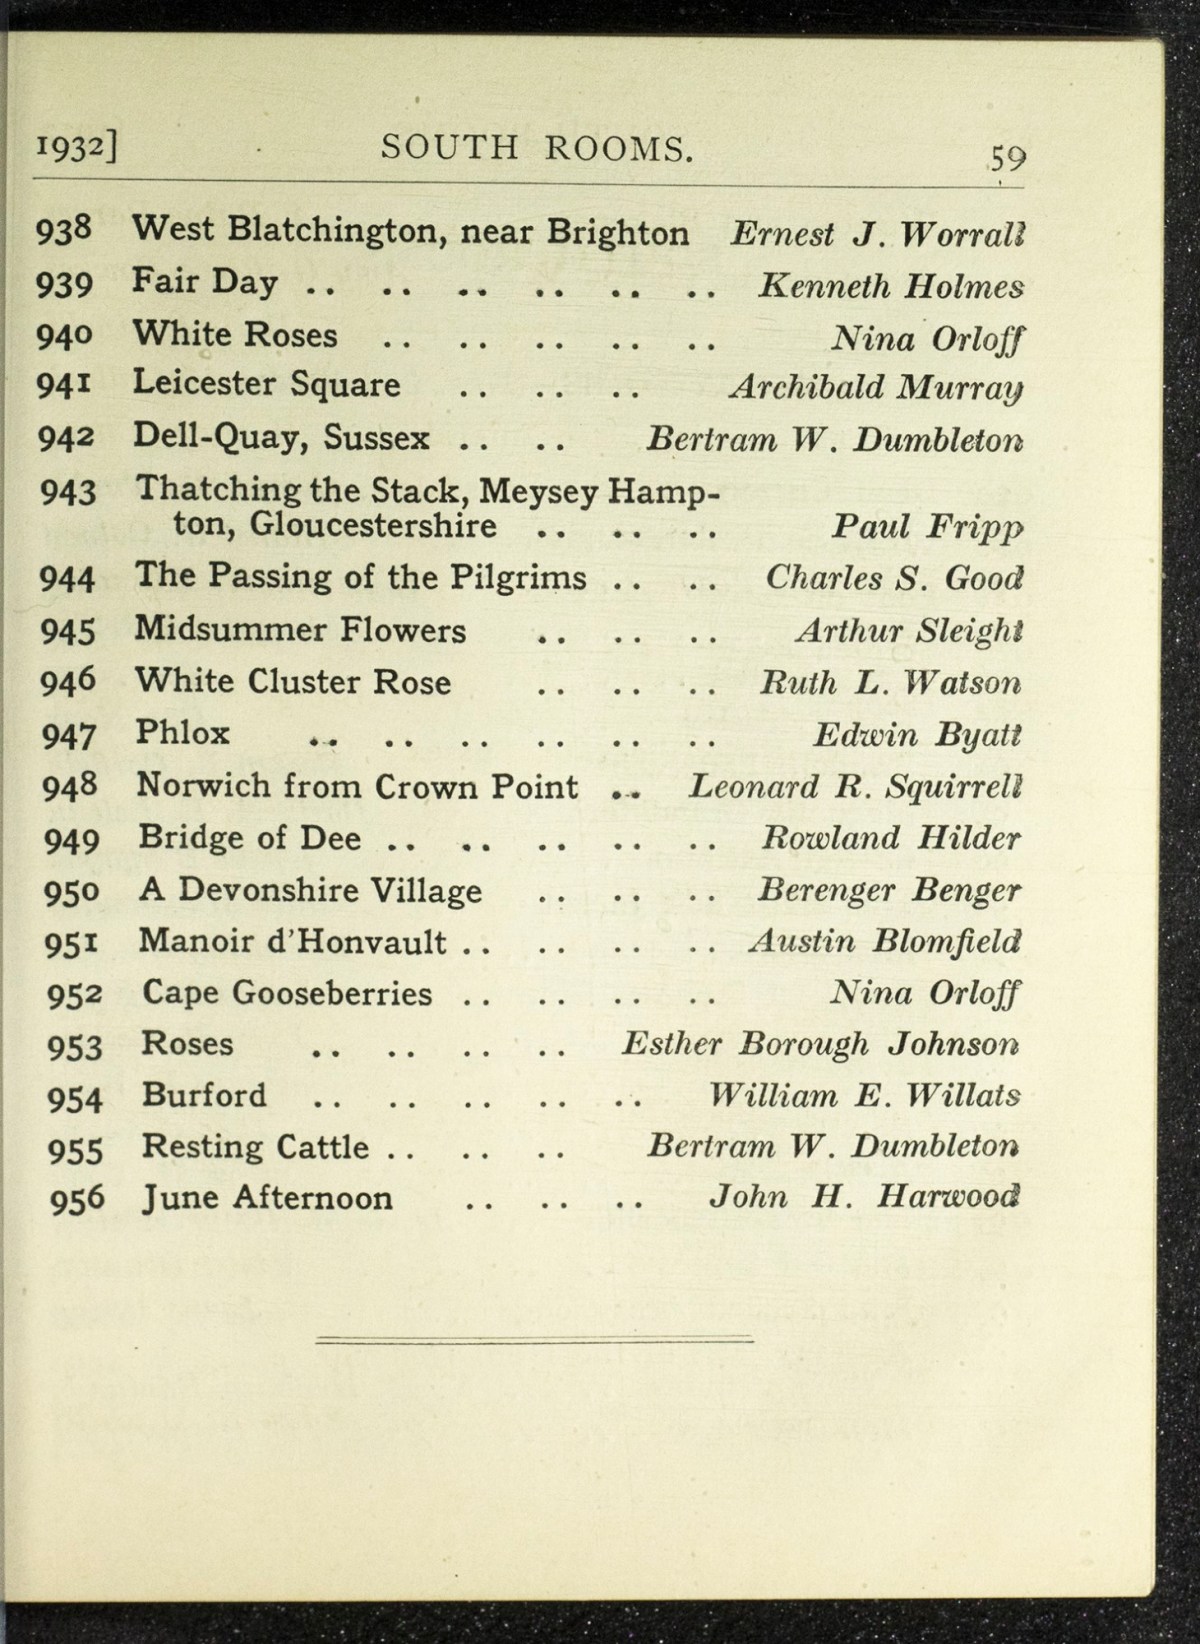 1932] SOUTH ROOMS. 59
938 West Blatchington, near Brighton Ernest J. Worrall
939 Fair Day .. .. .. .. .. .. Kenneth Holmes
940 White Roses .. .. .. .. .. Nina Orloff
941 Leicester Square .. .. .. Archibald Murray
942 Dell-Quay, Sussex .. .. Bertram W. Dumbleton
943 Thatching the Stack, Meysey Hamp-
ton, Gloucestershire .. .. .. Paul Fripp
944 The Passing of the Pilgrims .. .. Charles S. Good
945 Midsummer Flowers .. .. .. Arthur Sleight
946 White Cluster Rose .. .. .. Ruth L. Watson
947 Phlox .. .. .. .. .. .. Edwin Byatt
948 Norwich from Crown Point .. Leonard R. Squirrell
949 Bridge of Dee .. .. .. .. .. Rowland Hilder
950 A Devonshire Village .. .. .. Berenger Benger
951 Manoir d'Honvault .. .. .. .. Austin Blomfield
952 Cape Gooseberries .. .. .. .. Nina Orloff
953 Roses .. .. .. .. Esther Borough Johnson
954 Burford .. .. .. .. .. William E. Willats
955 Resting Cattle .. .. .. Bertram W. Dumbleton
956 June Afternoon .. .. .. John H. Harwood